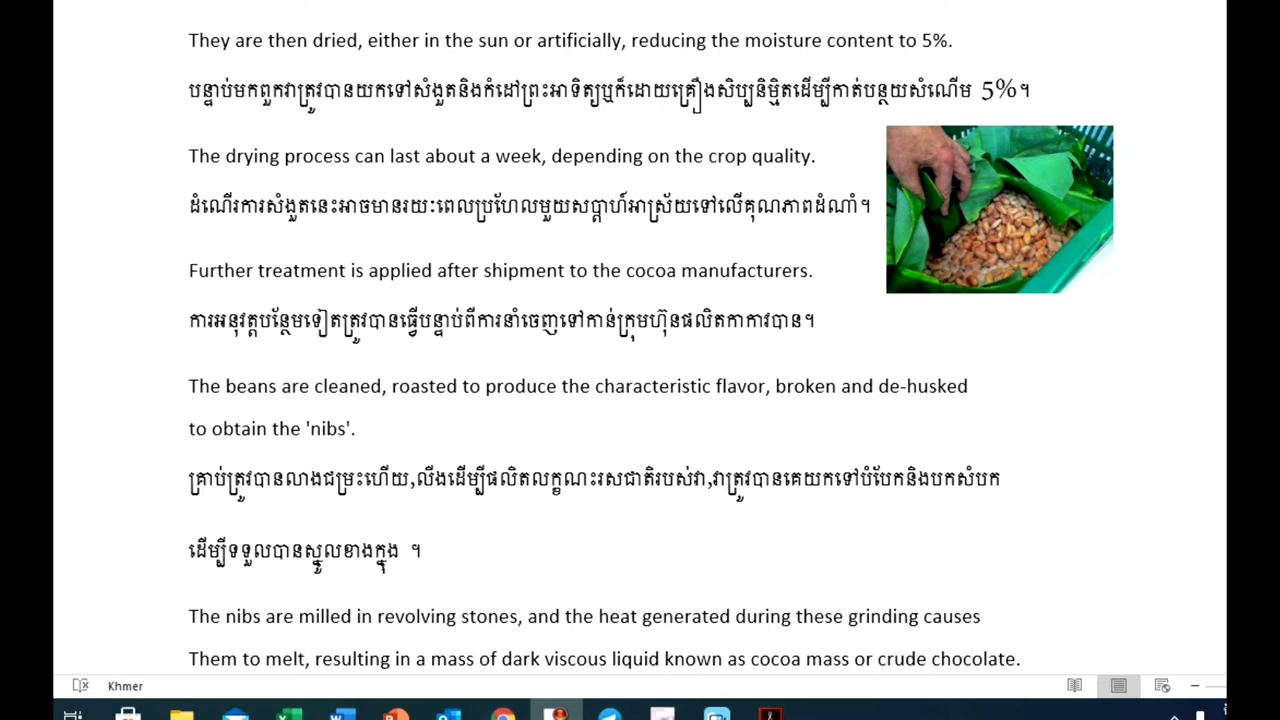 They are then dried, either in the sun or artificially, reducing the moisture content to 5%.
បន្ទាប់មកពួកវាត្រូវបានយកទៅសំងួតនិងកំដៅព្រះអាទិត្យឬក៏ដោយគ្រឿងសិប្បនិម្មិតដើម្បីកាត់បន្ថយសំណើម 5%។
The drying process can last about a week, depending on the crop quality.
ដំណើរការសំងួតនេះអាចមានរយៈពេលប្រហែលមួយសប្តាហ៍អាស្រ័យទៅលើគុណភាពដំណាំ។
Further treatment is applied after shipment to the cocoa manufacturers.
ការអនុវត្តបន្ថែមទៀតត្រូវបានធ្វើបន្ទាប់ពីការនាំចេញទៅកាន់ក្រុមហ៊ុនផលិតកាកាវបាន។
The beans are cleaned, roasted to produce the characteristic flavor, broken and de-husked
to obtain the 'nibs'.
គ្រាប់ត្រូវបានលាងជម្រះហើយ,លីងដើម្បីផលិតលក្ខណះរសជាតិរបស់វា,វាត្រូវបានគេយកទៅបំបែកនិងបកសំបក
ដើម្បីទទួលបានស្នូលខាងក្នុង ។
The nibs are milled in revolving stones, and the heat generated during these grinding causes
Them to melt, resulting in a mass of dark viscous liquid known as cocoa mass or crude chocolate.
Khmer